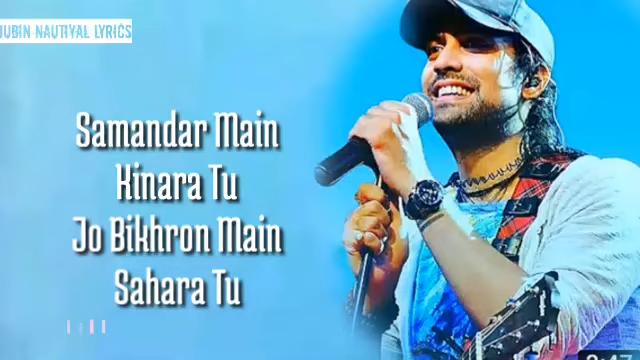 JUBIN NAUTIYAL LYRICS
Samandar Main
Kinara Tu
Jo Bikhron Main
Sahara Tu